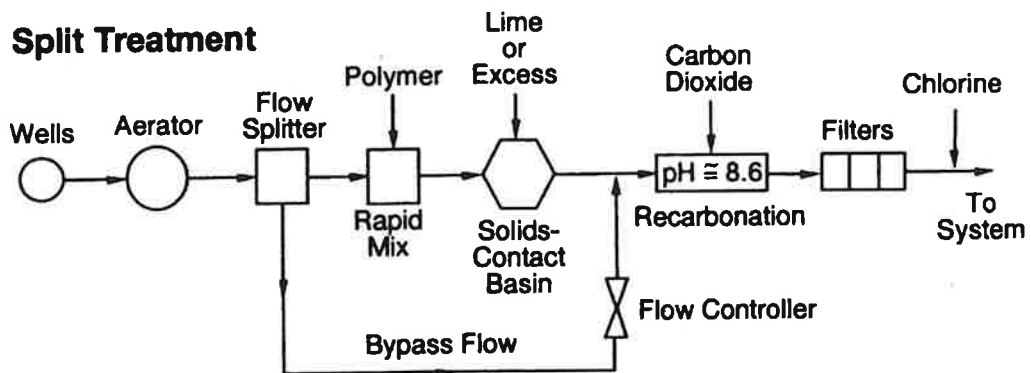 Split Treatment
Wells
Aerator
Flow
Splitter
Polymer
Rapid
Mix
Lime
or
Excess
Solids-
Contact
Basin
Carbon
Dioxide
pH ≅ 8.6
Recarbonation
Filters
Chlorine
To
System
Flow Controller
Bypass Flow